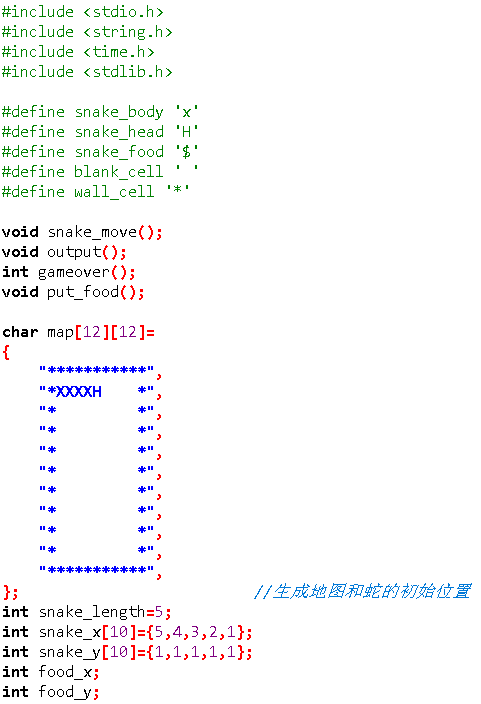 #include <stdio.h>
#include <string.h>
#include <time.h>
#include <stdlib.h>

#define snake_body 'x'
#define snake_head 'H'
#define snake_food '$'
#define blank_cell ' '
#define wall_cell '*'

void snake_move();
void output();
int gameover();
void put_food();

char map[12][12]=
{
    "***********",
    "*XXXXH    *",
    "*         *",
    "*         *",
    "*         *",
    "*         *",
    "*         *",
    "*         *",
    "*         *",
    "*         *",
    "***********",
};                          //生成地图和蛇的初始位置
int snake_length=5;
int snake_x[10]={5,4,3,2,1};
int snake_y[10]={1,1,1,1,1};
int food_x;
int food_y;